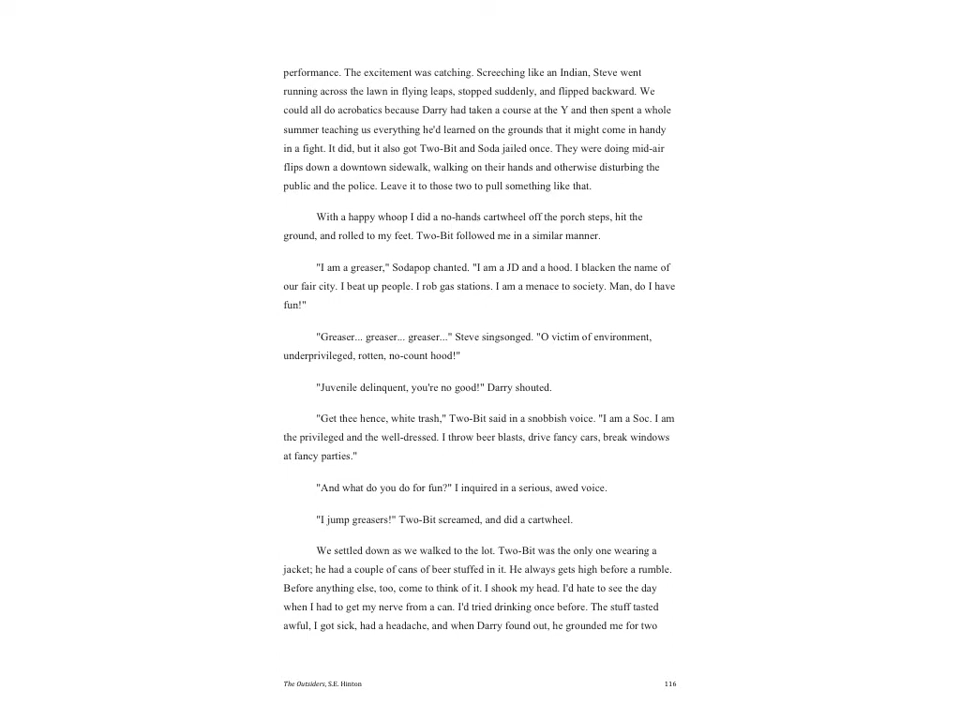 performance. The excitement was catching. Screeching like an Indian, Steve went
running across the lawn in flying leaps, stopped suddenly, and flipped backward. We
could all do acrobatics because Darry had taken a course at the Y and then spent a whole
summer teaching us everything he'd learned on the grounds that it might come in handy
in a fight. It did, but it also got Two-Bit and Soda jailed once. They were doing mid-air
flips down a downtown sidewalk, walking on their hands and otherwise disturbing the
public and the police. Leave it to those two to pull something like that.
With a happy whoop I did a no-hands cartwheel off the porch steps, hit the
ground, and rolled to my feet. Two-Bit followed me in a similar manner.
"I am a greaser," Sodapop chanted. "I am a JD and a hood. I blacken the name of
our fair city. I beat up people. I rob gas stations. I am a menace to society. Man, do I have
fun!"
"Greaser... greaser... greaser..." Steve singsonged. "O victim of environment,
underprivileged, rotten, no-count hood!"
"Juvenile delinquent, you're no good!" Darry shouted.
"Get thee hence, white trash," Two-Bit said in a snobbish voice. "I am a Soc. I am
the privileged and the well-dressed. I throw beer blasts, drive fancy cars, break windows
at fancy parties."
"And what do you do for fun?" I inquired in a serious, awed voice.
"I jump greasers!" Two-Bit screamed, and did a cartwheel.
We settled down as we walked to the lot. Two-Bit was the only one wearing a
jacket; he had a couple of cans of beer stuffed in it. He always gets high before a rumble.
Before anything else, too, come to think of it. I shook my head. I'd hate to see the day
when I had to get my nerve from a can. I'd tried drinking once before. The stuff tasted
awful, I got sick, had a headache, and when Darry found out, he grounded me for two
The Outsiders, S.E. Hinton 116